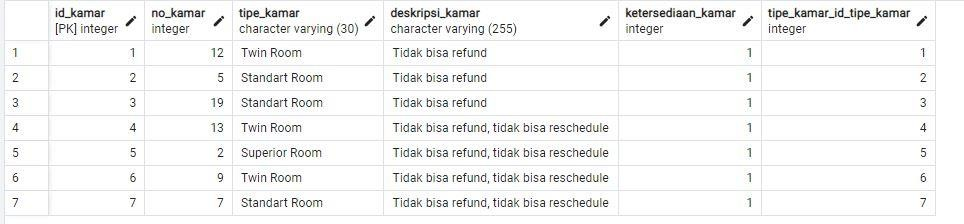 id_kamar no_kamar tipe_kamar deskripsi_kamar ketersediaan_kamar tipe_kamar_id_tipe_kamar
[PK] integer integer character varying (30) character varying (255) integer integer
1 1 12 Twin Room Tidak bisa refund 1 1
2 2 5 Standart Room Tidak bisa refund 1 2
3 3 19 Standart Room Tidak bisa refund 1 3
4 4 13 Twin Room Tidak bisa refund, tidak bisa reschedule 1 4
5 5 2 Superior Room Tidak bisa refund, tidak bisa reschedule 1 5
6 6 9 Twin Room Tidak bisa refund, tidak bisa reschedule 1 6
7 7 7 Standart Room Tidak bisa refund, tidak bisa reschedule 1 7